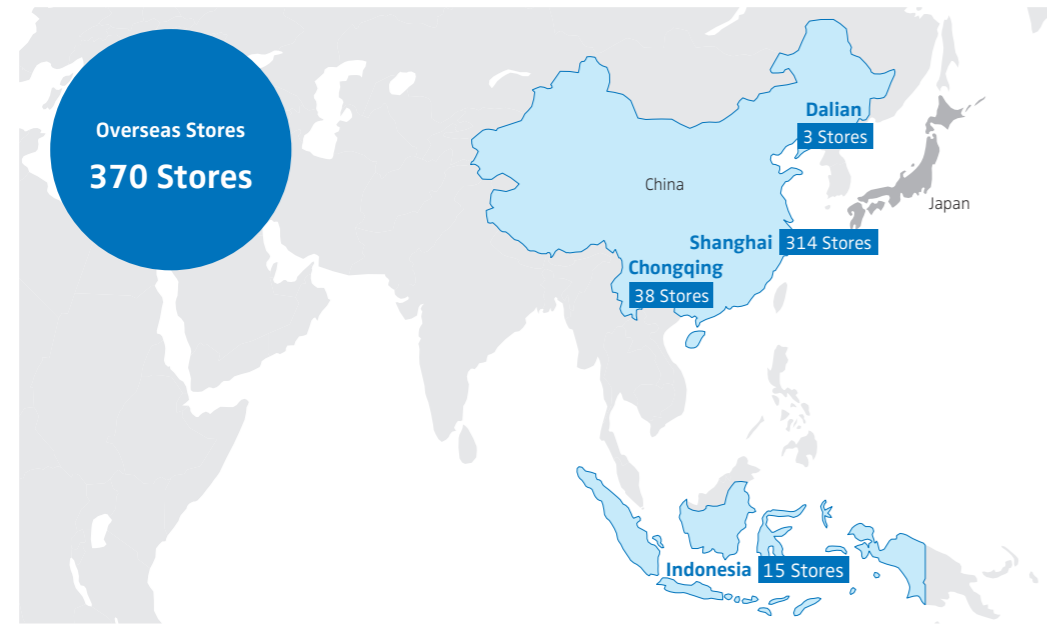 Overseas Stores
370 Stores
Dalian
3 Stores
China
Japan
Shanghai 314 Stores
Chongqing
38 Stores
Indonesia 15 Stores